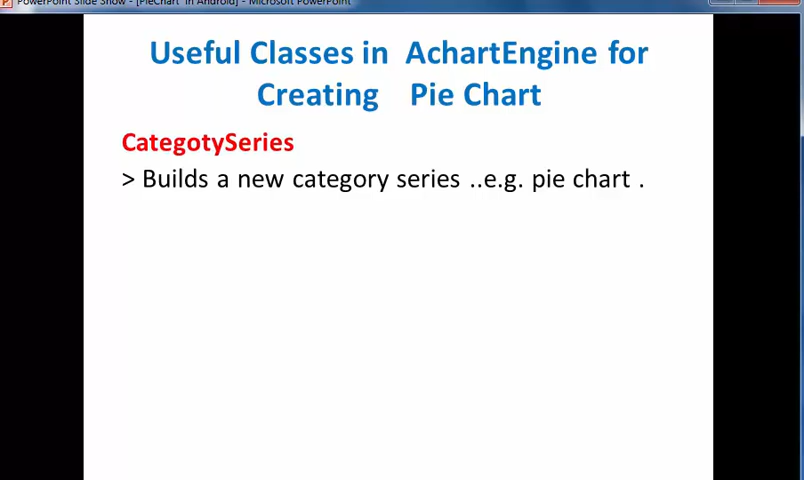 PowerPoint Slide Show - [PieChart in Android] - Microsoft PowerPoint
Useful Classes in AchartEngine for
Creating Pie Chart
CategotySeries
> Builds a new category series ..e.g. pie chart .